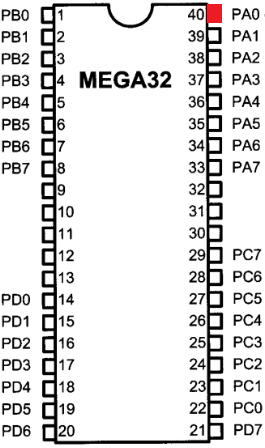 PB0 1 40 PA0
PB1 2 39 PA1
PB2 3 38 PA2
PB3 4 MEGA32 37 PA3
PB4 5 36 PA4
PB5 6 35 PA5
PB6 7 34 PA6
PB7 8 33 PA7
9 32
10 31
11 30
12 29 PC7
13 28 PC6
PD0 14 27 PC5
PD1 15 26 PC4
PD2 16 25 PC3
PD3 17 24 PC2
PD4 18 23 PC1
PD5 19 22 PC0
PD6 20 21 PD7